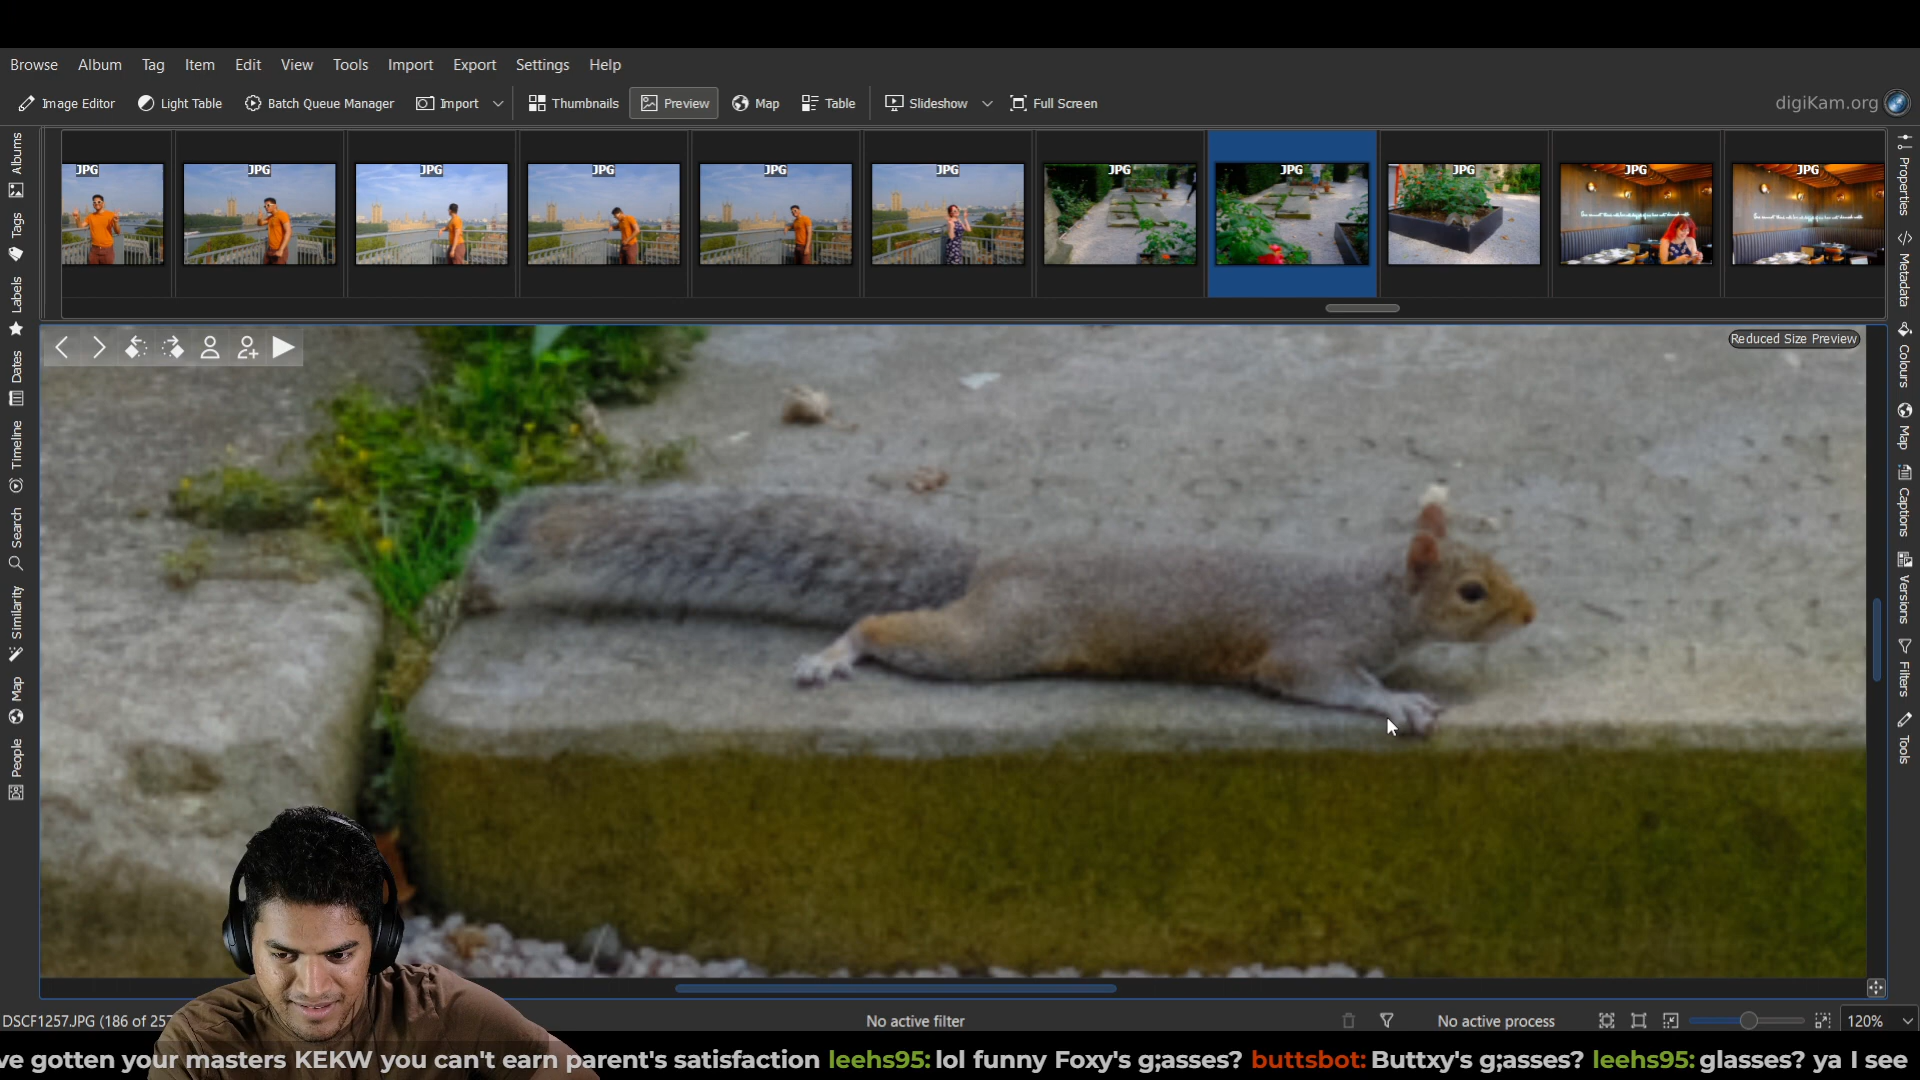 Browse Album Tag Item Edit View Tools Import Export Settings Help
Image Editor Light Table Batch Queue Manager Import Thumbnails Preview Map Table Slideshow Full Screen digiKam.org
JPG JPG JPG JPG JPG JPG JPG JPG JPG JPG JPG
Reduced Size Preview
Albums
Tags
Labels
Dates
Timeline
Search
Similarity
Map
People
Properties
Metadata
Colours
Map
Captions
Versions
Filters
Tools
DSCF1257.JPG (186 of 257 No active filter No active process 120%
ve gotten your masters KEKW you can't earn parent's satisfaction leehs95: lol funny Foxy's g;asses? buttsbot: Buttxy's g;asses? leehs95: glasses? ya I see